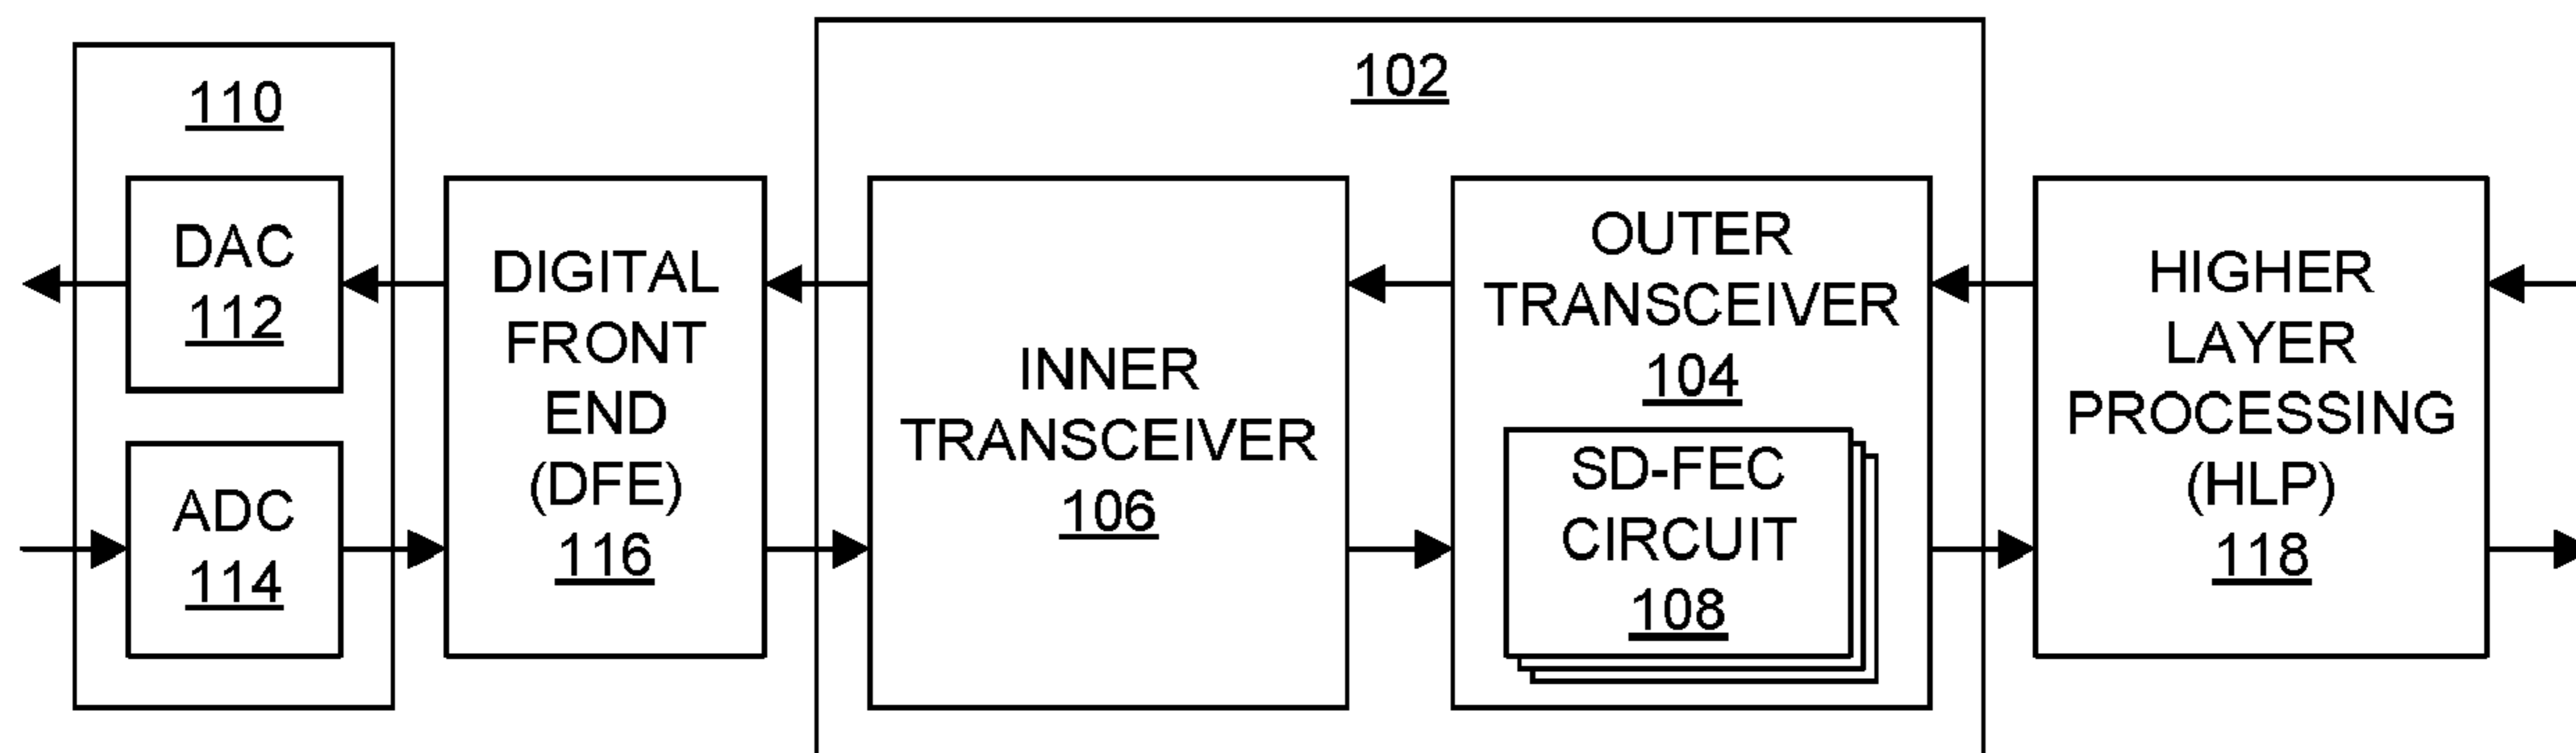 110
DAC
112
ADC
114
DIGITAL
FRONT
END
(DFE)
116
102
INNER
TRANSCEIVER
106
OUTER
TRANSCEIVER
104
SD-FEC
CIRCUIT
108
HIGHER
LAYER
PROCESSING
(HLP)
118